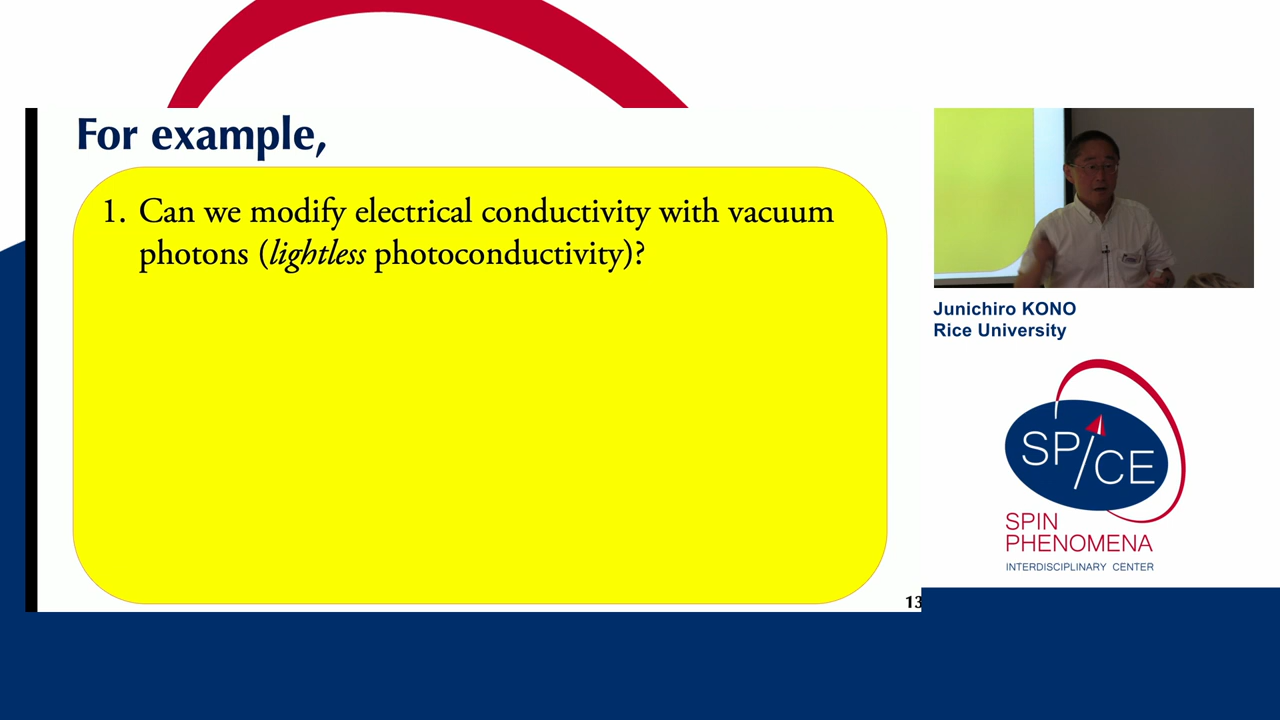 For example,
1. Can we modify electrical conductivity with vacuum
photons (lightless photoconductivity)?
13
Junichiro KONO
Rice University
SP/CE
SPIN
PHENOMENA
INTERDISCIPLINARY CENTER